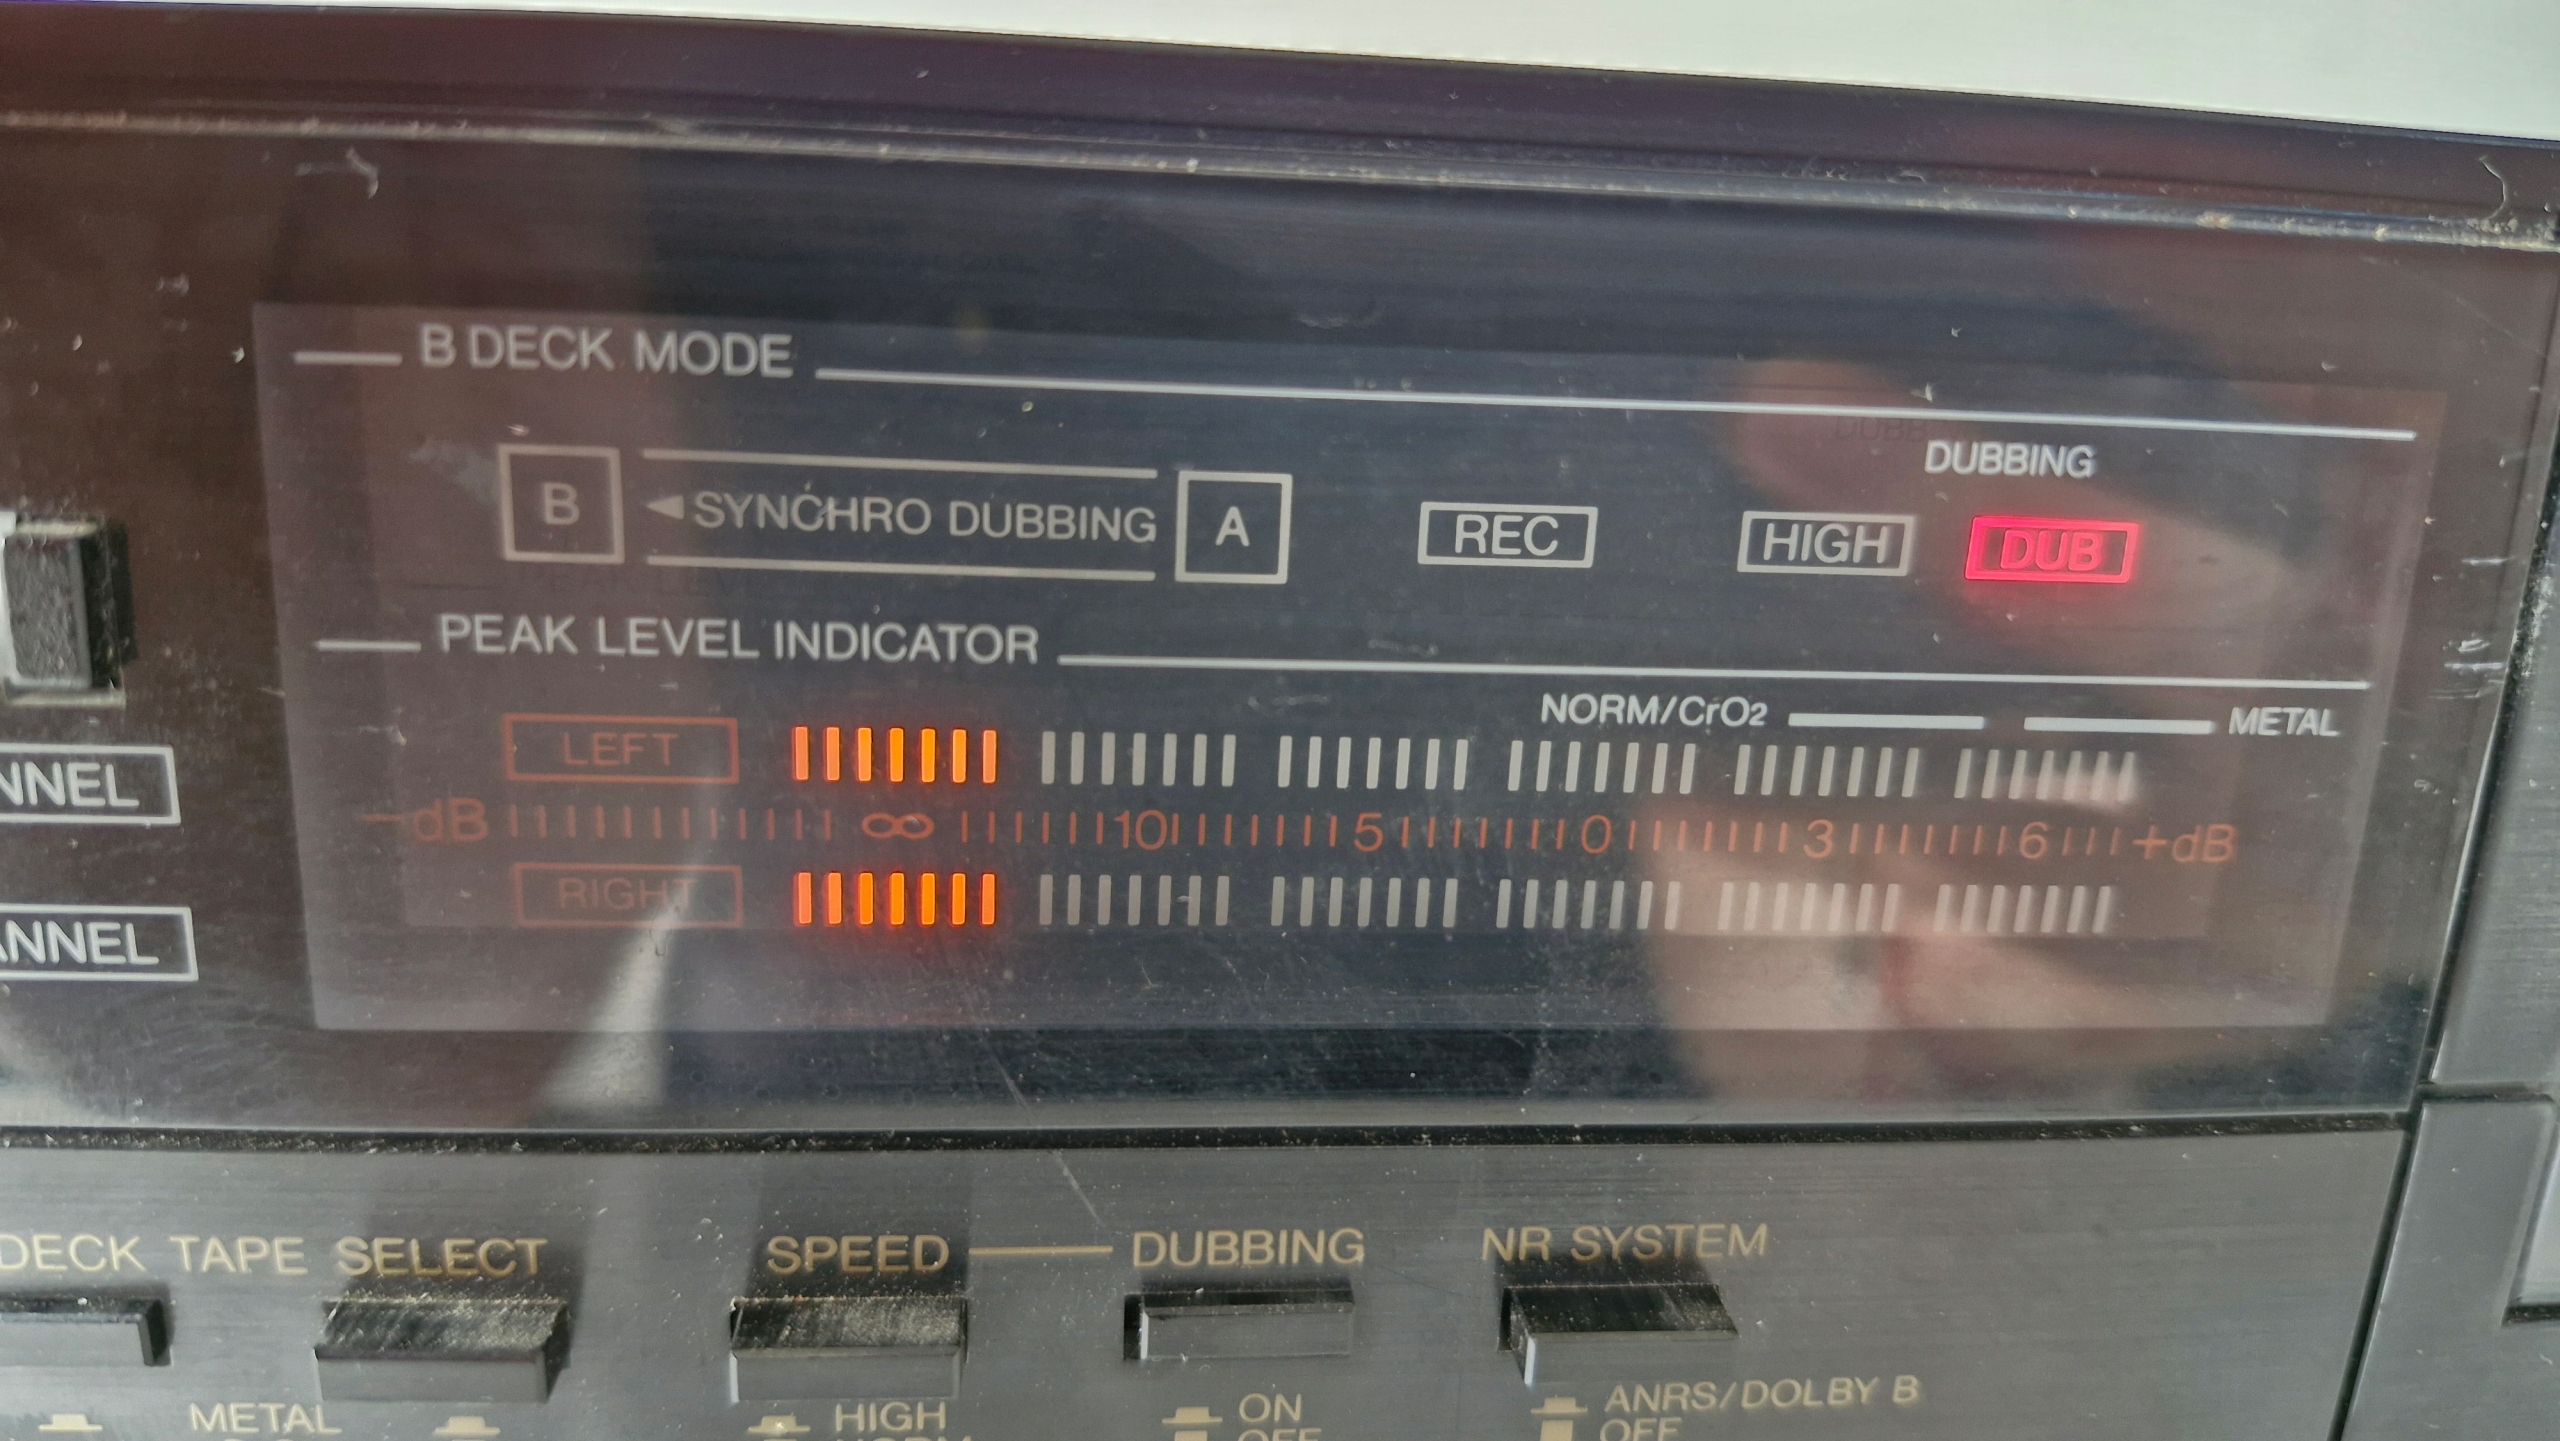 B DECK MODE
DUBBING
B ◄SYNCHRO DUBBING A REC HIGH DUB
PEAK LEVEL INDICATOR
NORM/CrO2 METAL
LEFT
NNEL
-dB ∞ 10 5 0 3 6 +dB
RIGHT
ANNEL
DECK TAPE SELECT SPEED DUBBING NR SYSTEM
METAL HIGH ON ANRS/DOLBY B
OFF